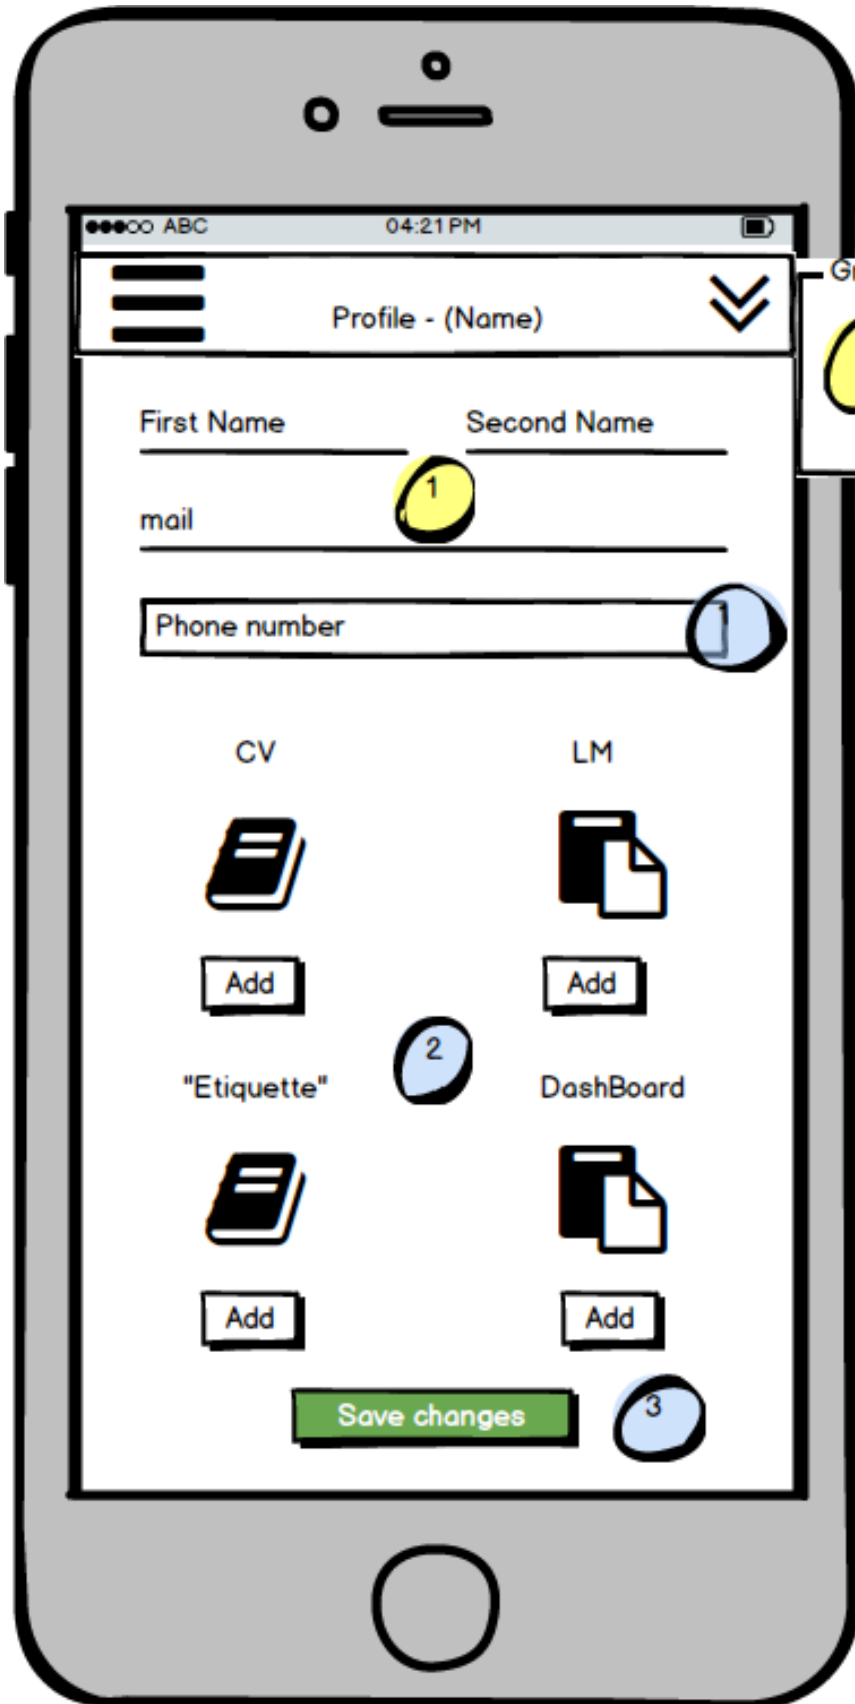 ABC 04:21 PM
Profile - (Name)
First Name Second Name
1
mail
Phone number 1
CV LM
Add Add
2
"Etiquette" DashBoard
Add Add
Save changes 3